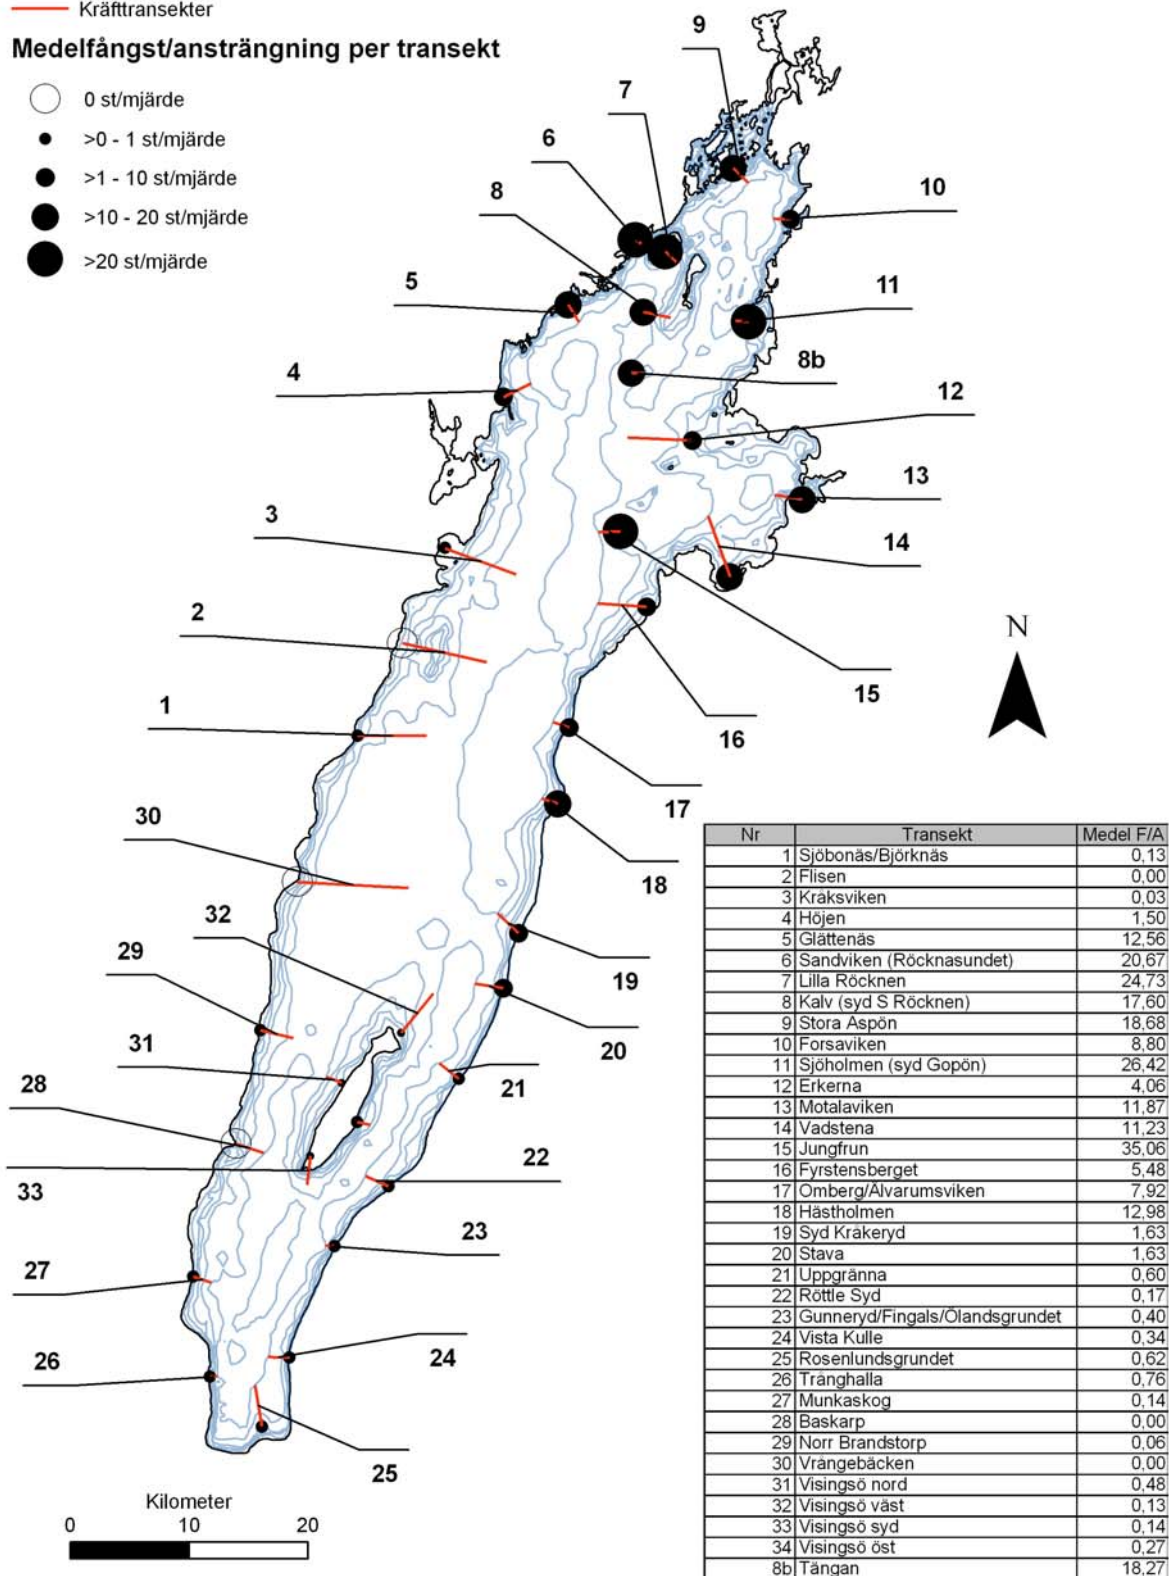 Kräfttransekter
Medelfångst/ansträngning per transekt
0 st/mjärde
>0 - 1 st/mjärde
>1 - 10 st/mjärde
>10 - 20 st/mjärde
>20 st/mjärde
9
7
6
8
10
5
11
8b
4
12
13
3
14
2
N
15
1
16
17
30
18
32
29
19
31
20
28
21
22
33
23
27
24
26
25
Kilometer
0 10 20
Nr Transekt Medel F/A
1 Sjöbonäs/Björknäs 0,13
2 Flisen 0,00
3 Kråksviken 0,03
4 Höjen 1,50
5 Glättenäs 12,56
6 Sandviken (Röcknasundet) 20,67
7 Lilla Röcknen 24,73
8 Kalv (syd S Röcknen) 17,60
9 Stora Aspön 18,68
10 Forsaviken 8,80
11 Sjöholmen (syd Gopön) 26,42
12 Erkerna 4,06
13 Motalaviken 11,87
14 Vadstena 11,23
15 Jungfrun 35,06
16 Fyrstensberget 5,48
17 Omberg/Älvarumsviken 7,92
18 Hästholmen 12,98
19 Syd Kråkeryd 1,63
20 Stava 1,63
21 Uppgränna 0,60
22 Röttle Syd 0,17
23 Gunneryd/Fingals/Ölandsgrundet 0,40
24 Vista Kulle 0,34
25 Rosenlundsgrundet 0,62
26 Trånghalla 0,76
27 Munkaskog 0,14
28 Baskarp 0,00
29 Norr Brandstorp 0,06
30 Vrångebäcken 0,00
31 Visingsö nord 0,48
32 Visingsö väst 0,13
33 Visingsö syd 0,14
34 Visingsö öst 0,27
8b Tängan 18,27